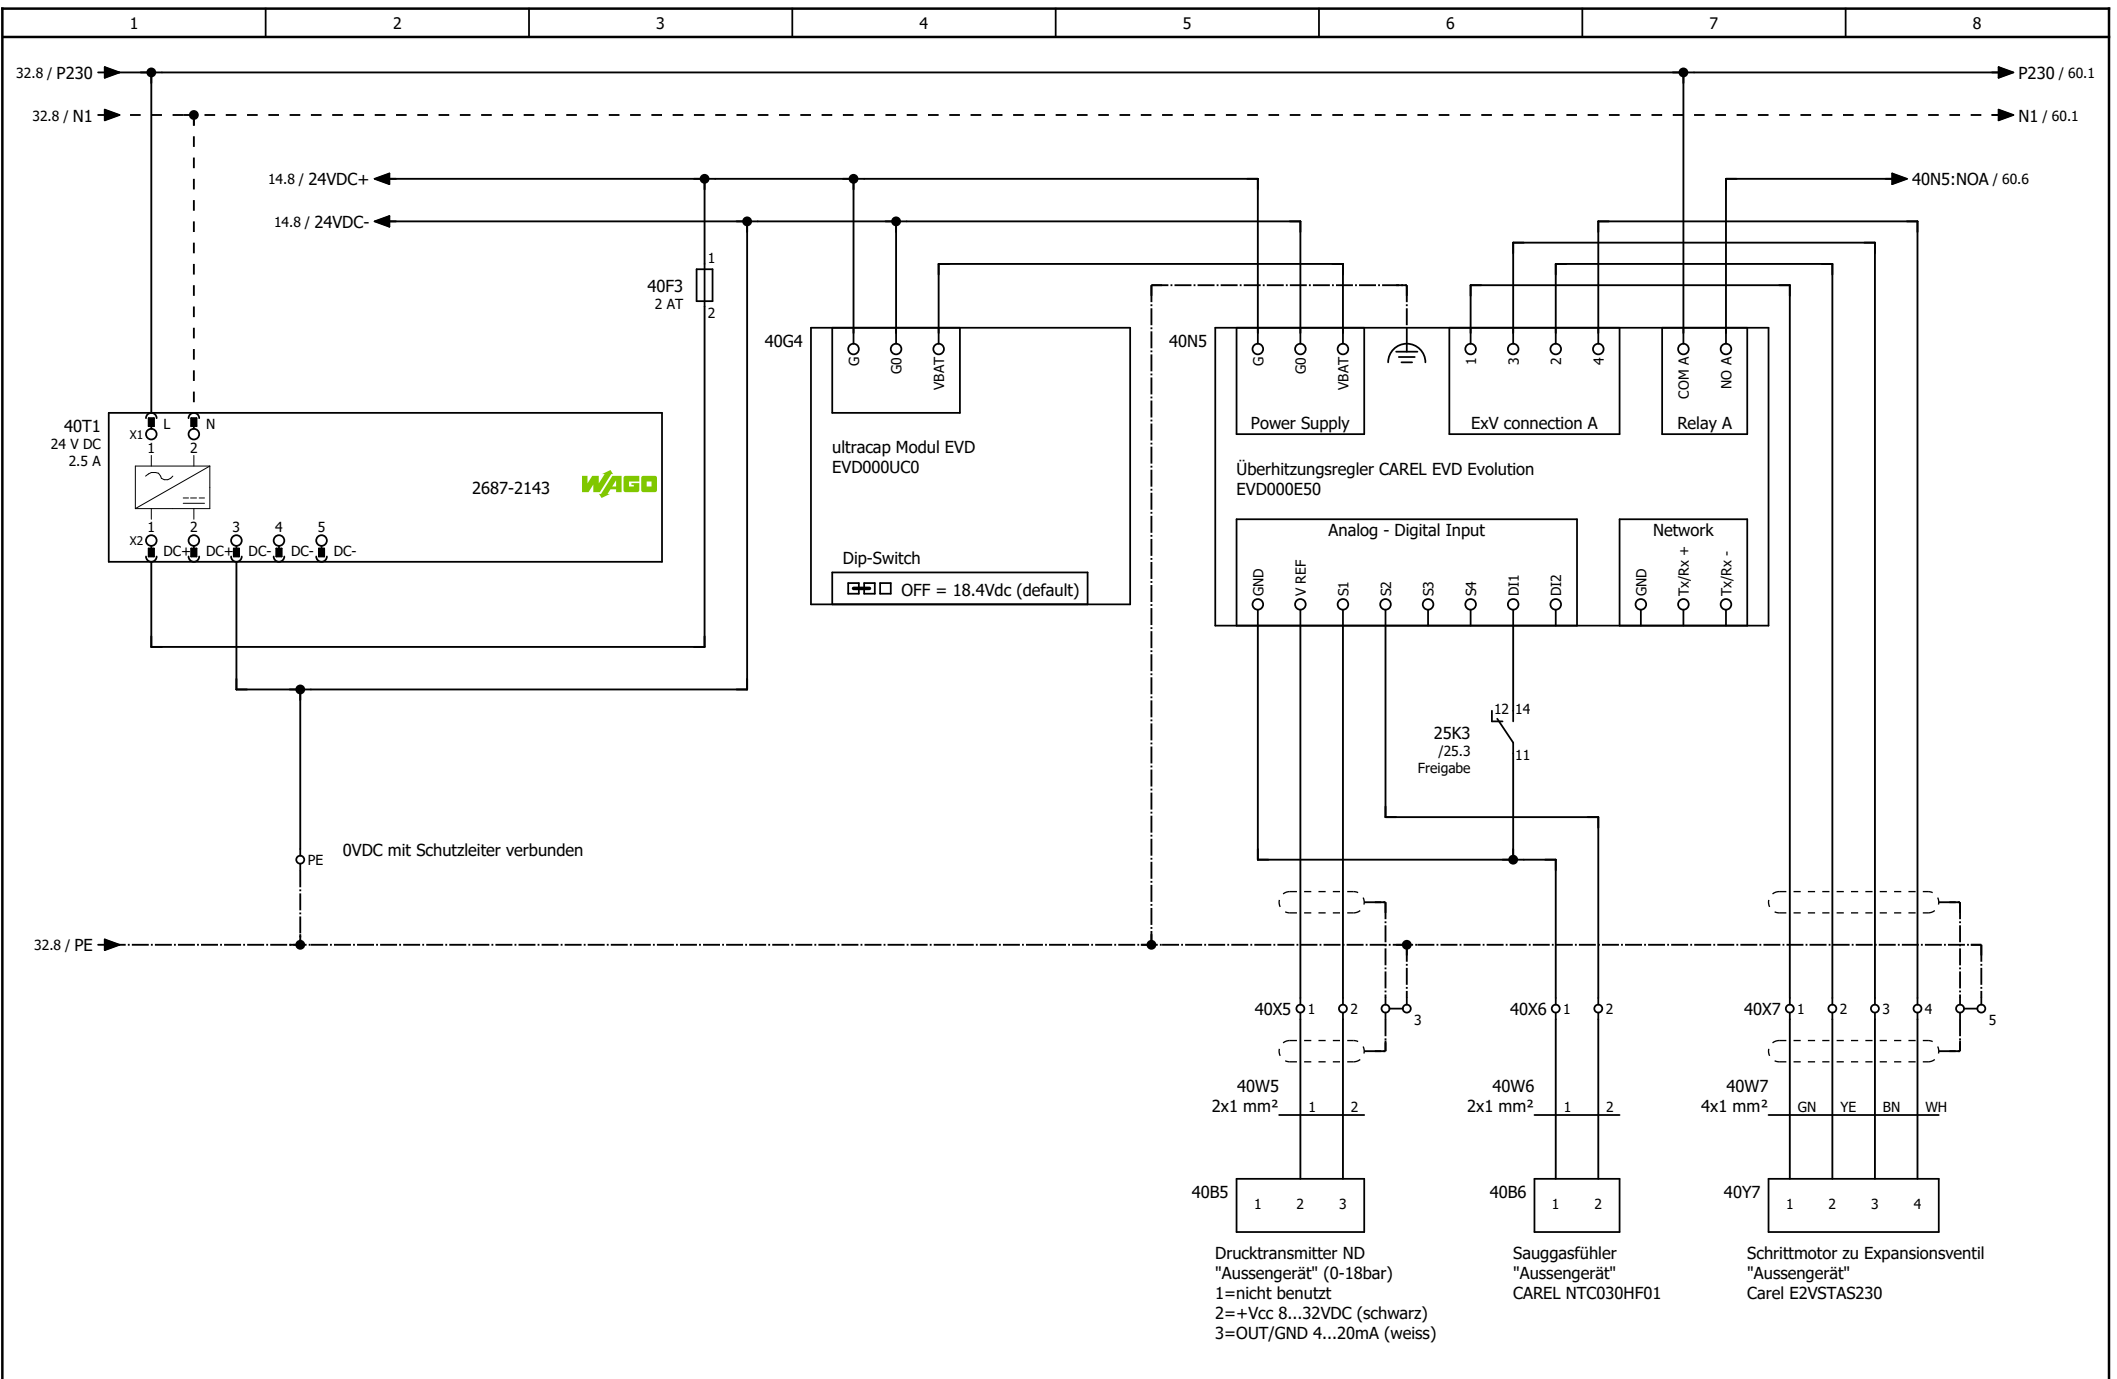 1 2 3 4 5 6 7 8
32.8 / P230
P230 / 60.1
32.8 / N1
N1 / 60.1
14.8 / 24VDC+
40N5:NOA / 60.6
14.8 / 24VDC-
1
40F3
2 AT
2
40G4
G G0 VBAT
40N5
G G0 VBAT
1 3 2 4
COM A NO A
Power Supply
ExV connection A
Relay A
40T1
24 V DC
2.5 A
L N
X1
1 2
ultracap Modul EVD
EVD000UC0
Überhitzungsregler CAREL EVD Evolution
EVD000E50
2687-2143
WAGO
1 2 3 4 5
X2
DC+ DC+ DC- DC- DC-
Analog - Digital Input
Network
GND V REF S1 S2 S3 S4 DI1 DI2
GND Tx/Rx + Tx/Rx -
Dip-Switch
OFF = 18.4Vdc (default)
12 14
25K3
/25.3
Freigabe
11
PE
0VDC mit Schutzleiter verbunden
32.8 / PE
40X5 1 2 3
40X6 1 2
40X7 1 2 3 4 5
40W5
2x1 mm² 1 2
40W6
2x1 mm² 1 2
40W7
4x1 mm² GN YE BN WH
40B5
1 2 3
40B6
1 2
40Y7
1 2 3 4
Drucktransmitter ND
"Aussengerät" (0-18bar)
1=nicht benutzt
2=+Vcc 8...32VDC (schwarz)
3=OUT/GND 4...20mA (weiss)
Sauggasfühler
"Aussengerät"
CAREL NTC030HF01
Schrittmotor zu Expansionsventil
"Aussengerät"
Carel E2VSTAS230